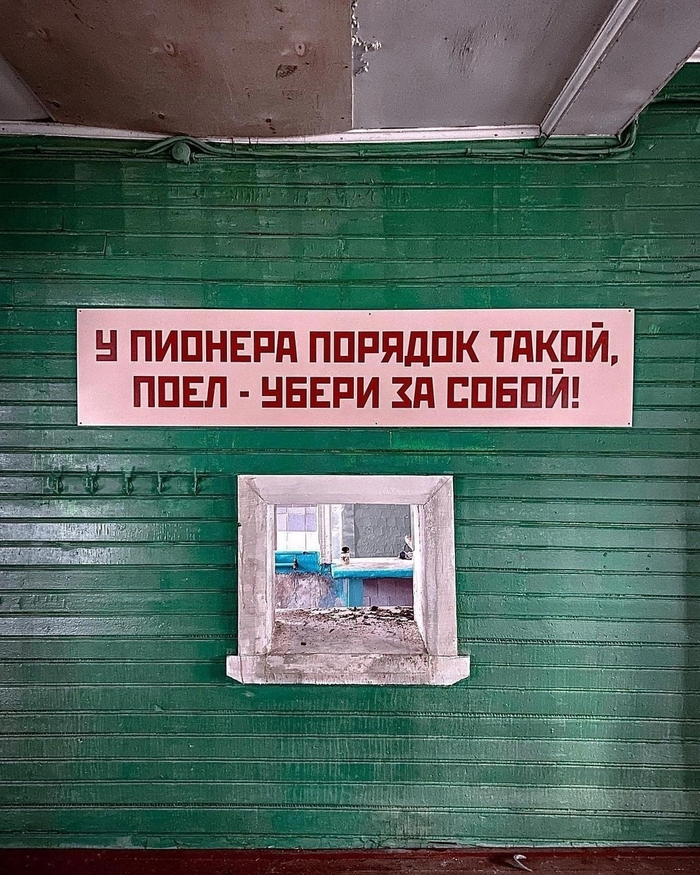 У ПИОНЕРА ПОРЯДОК ТАКОЙ,
ПОЕЛ - УБЕРИ ЗА СОБОЙ!